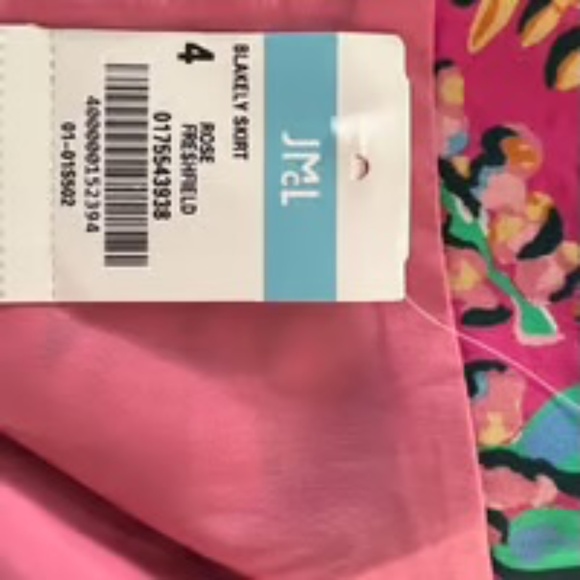 JMcL
BLAKELY SKIRT
4
ROSE
FRESHFIELD
0175543938
400000152394
01-01S502